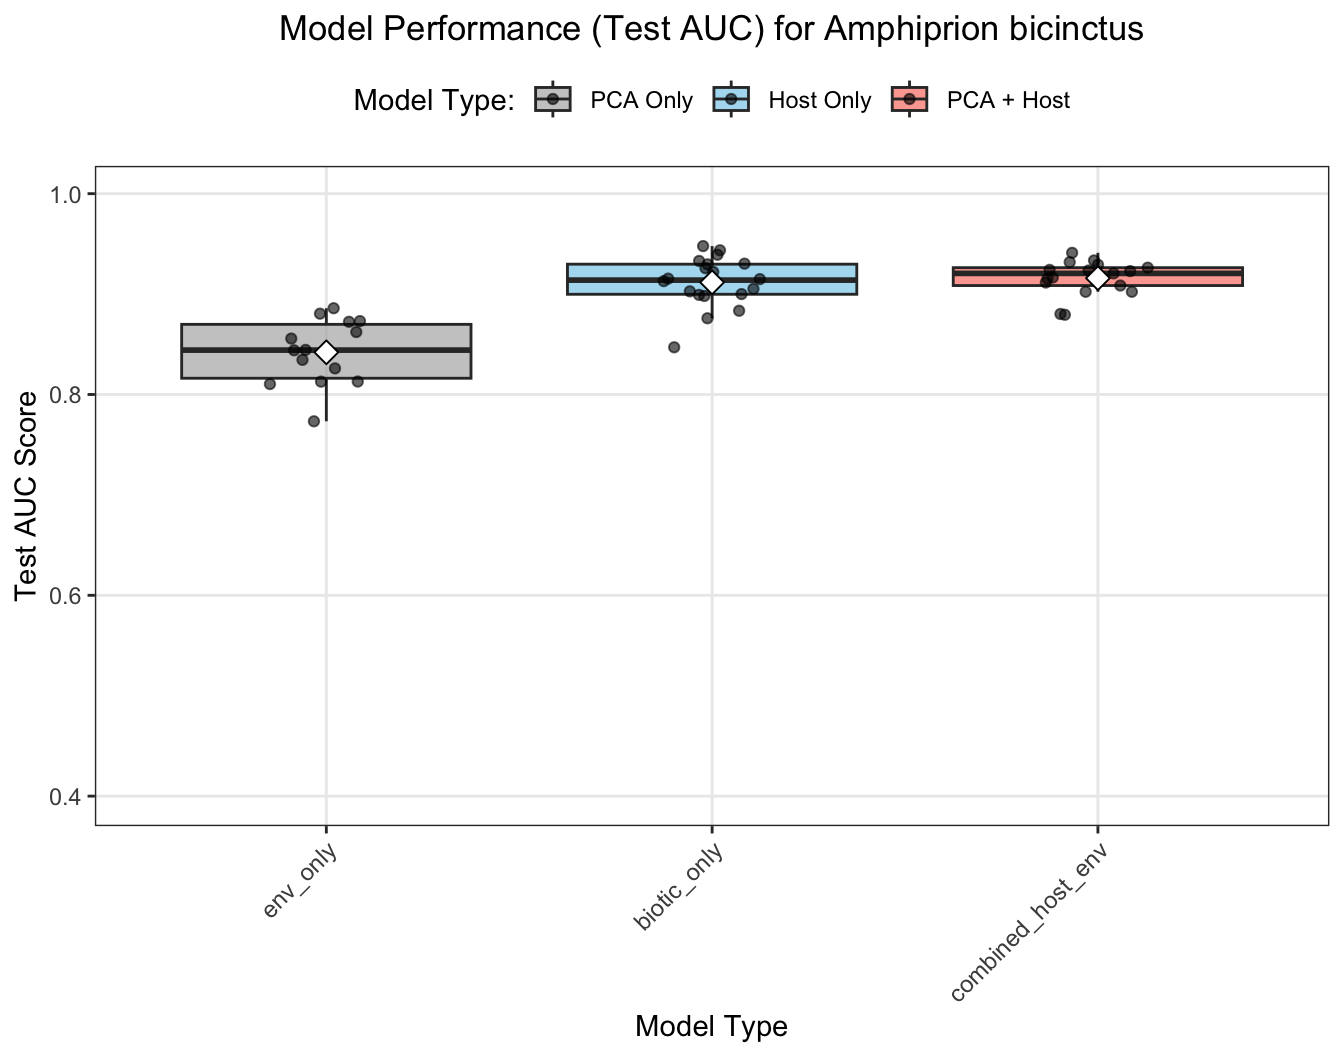 Model Performance (Test AUC) for Amphiprion bicinctus
Model Type: PCA Only Host Only PCA + Host
Test AUC Score
1.0
0.8
0.6
0.4
env_only
biotic_only
combined_host_env
Model Type